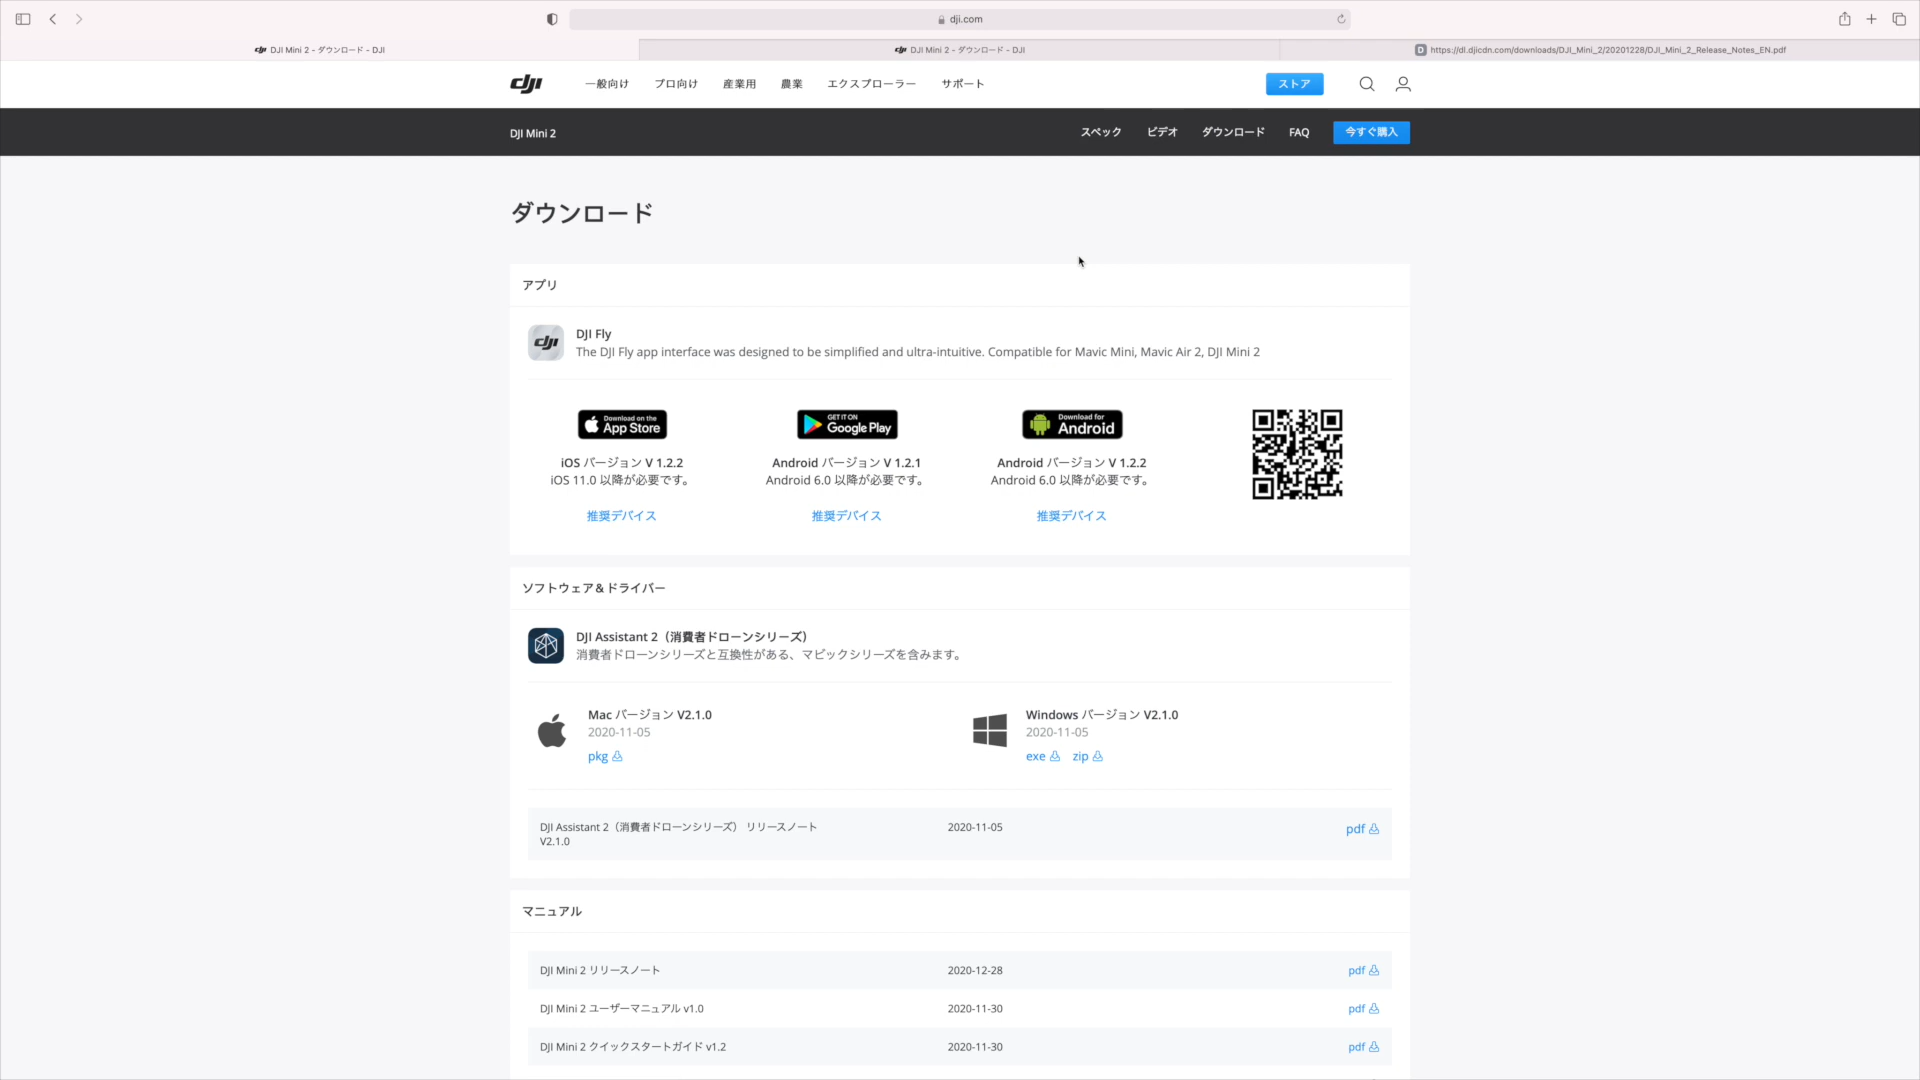 dji.com
DJI Mini 2 - ダウンロード - DJI
DJI Mini 2 - ダウンロード - DJI
https://dl.djicdn.com/downloads/DJI_Mini_2/20201228/DJI_Mini_2_Release_Notes_EN.pdf
dji
一般向け
プロ向け
産業用
農業
エクスプローラー
サポート
ストア
DJI Mini 2
スペック
ビデオ
ダウンロード
FAQ
今すぐ購入
ダウンロード
アプリ
DJI Fly
The DJI Fly app interface was designed to be simplified and ultra-intuitive. Compatible for Mavic Mini, Mavic Air 2, DJI Mini 2
Download on the
App Store
iOS バージョン V 1.2.2
iOS 11.0 以降が必要です。
推奨デバイス
GET IT ON
Google Play
Android バージョン V 1.2.1
Android 6.0 以降が必要です。
推奨デバイス
Download for
Android
Android バージョン V 1.2.2
Android 6.0 以降が必要です。
推奨デバイス
ソフトウェア＆ドライバー
DJI Assistant 2（消費者ドローンシリーズ）
消費者ドローンシリーズと互換性がある、マビックシリーズを含みます。
Mac バージョン V2.1.0
2020-11-05
pkg
Windows バージョン V2.1.0
2020-11-05
exe zip
DJI Assistant 2（消費者ドローンシリーズ） リリースノート
V2.1.0
2020-11-05
pdf
マニュアル
DJI Mini 2 リリースノート 2020-12-28 pdf
DJI Mini 2 ユーザーマニュアル v1.0 2020-11-30 pdf
DJI Mini 2 クイックスタートガイド v1.2 2020-11-30 pdf